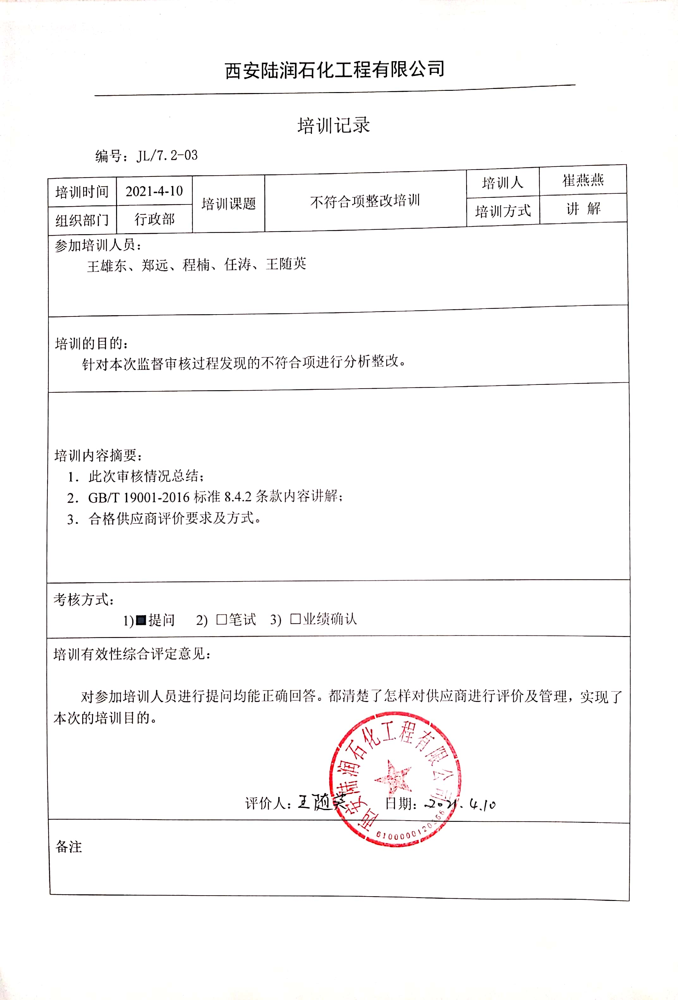 西安陆润石化工程有限公司
培训记录
编号：JL/7.2-03
培训时间 2021-4-10 培训课题 不符合项整改培训 培训人 崔燕燕
组织部门 行政部 培训方式 讲 解
参加培训人员：
王雄东、郑远、程楠、任涛、王随英
培训的目的：
针对本次监督审核过程发现的不符合项进行分析整改。
培训内容摘要：
1. 此次审核情况总结；
2. GB/T 19001-2016 标准 8.4.2 条款内容讲解；
3. 合格供应商评价要求及方式。
考核方式：
1)■提问 2) □笔试 3) □业绩确认
培训有效性综合评定意见：
对参加培训人员进行提问均能正确回答。都清楚了怎样对供应商进行评价及管理，实现了
本次的培训目的。
西安陆润石化工程有限公司
评价人：王随英 日期：2021.4.10
备注